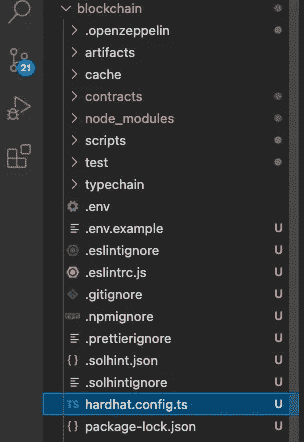 blockchain
.openzeppelin
artifacts
cache
contracts
node_modules
scripts
test
typechain
.env
.env.example U
.eslintignore U
.eslintrc.js U
.gitignore U
.npmignore U
.prettierignore U
.solhint.json U
.solhintignore U
TS hardhat.config.ts U
package-lock.json U
21